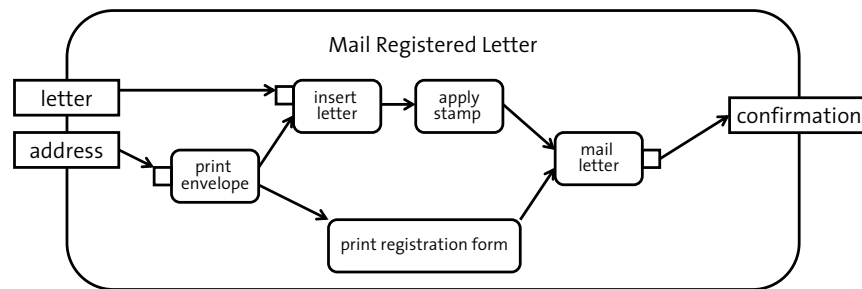 Mail Registered Letter
letter
address
insert
letter
apply
stamp
print
envelope
mail
letter
confirmation
print registration form